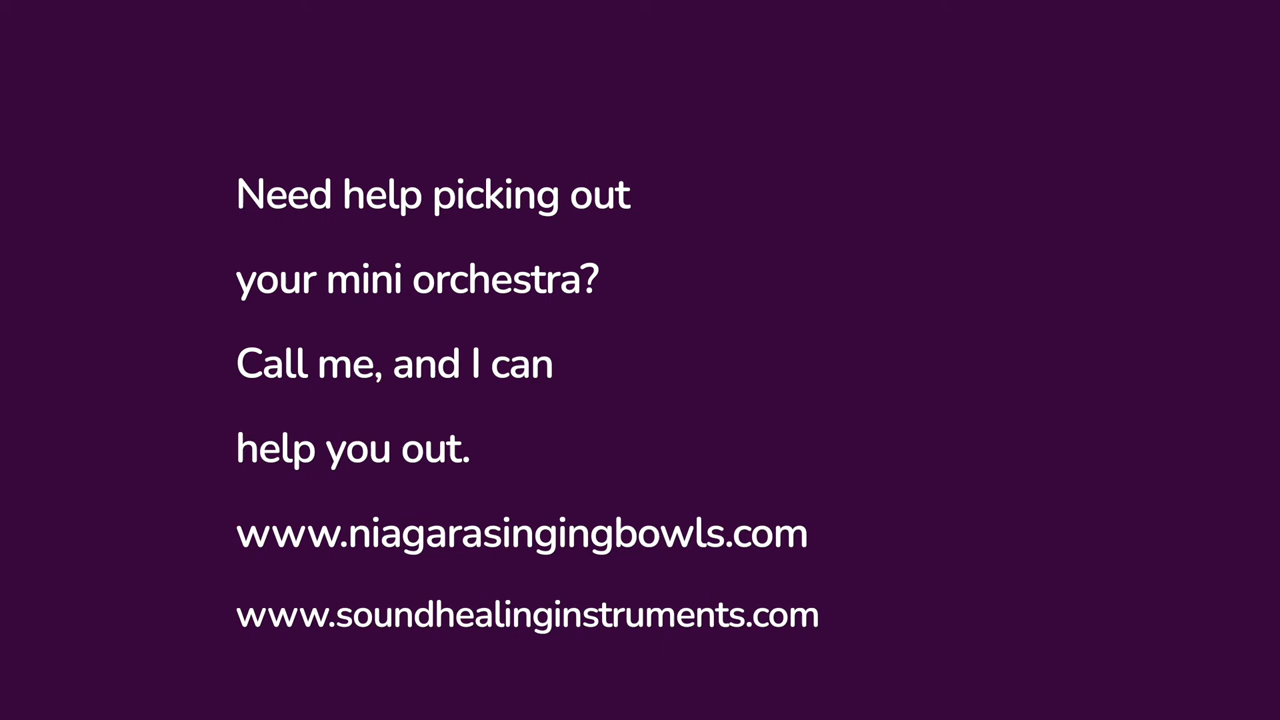 Need help picking out
your mini orchestra?
Call me, and I can
help you out.
www.niagarasingingbowls.com
www.soundhealinginstruments.com